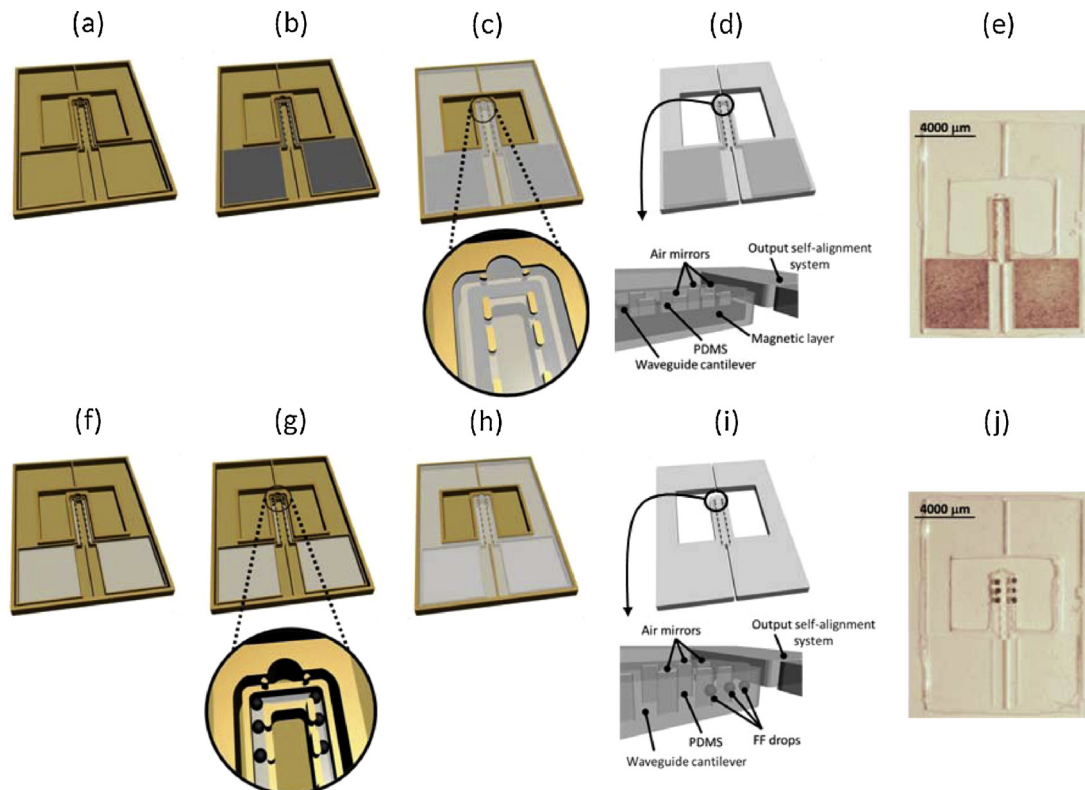 (a)
(b)
(c)
(d)
(e)
4000 µm
Air mirrors
Output self-alignment
system
Magnetic layer
PDMS
Waveguide cantilever
(f)
(g)
(h)
(i)
(j)
4000 µm
Air mirrors
Output self-alignment
system
FF drops
PDMS
Waveguide cantilever